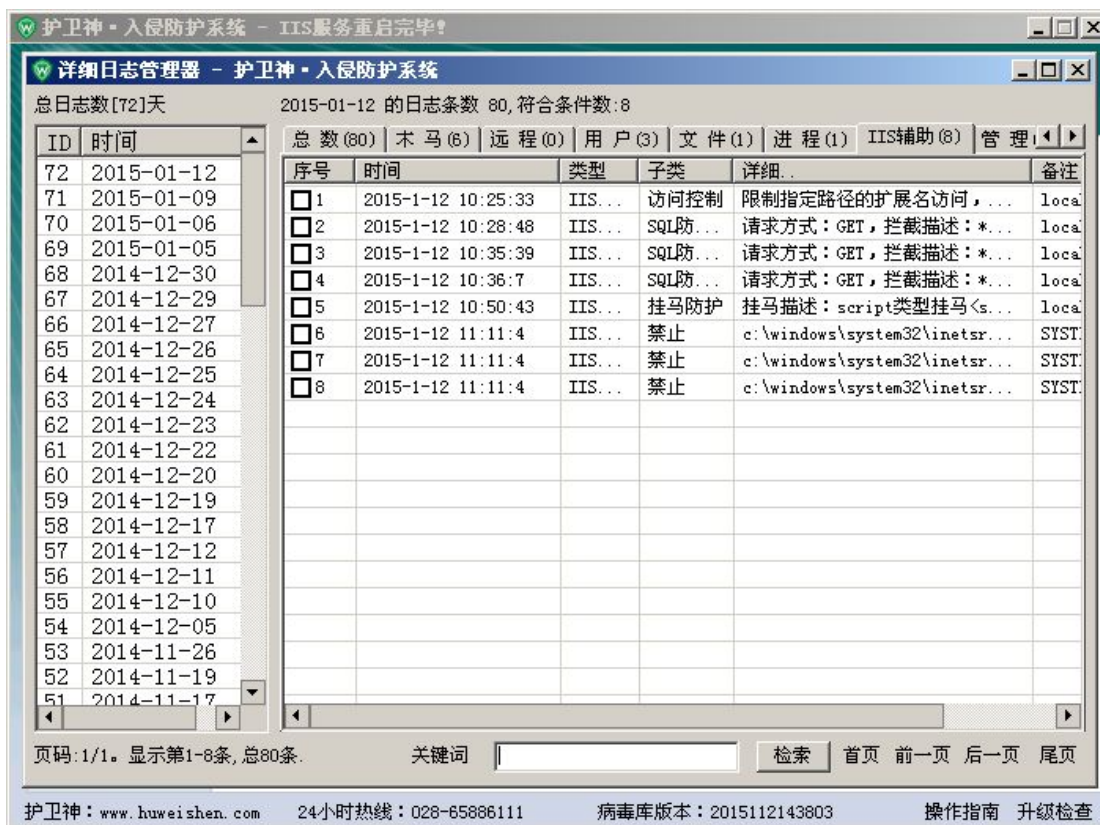 护卫神·入侵防护系统 - IIS服务重启完毕!
详细日志管理器 - 护卫神·入侵防护系统
总日志数[72]天 2015-01-12 的日志条数 80,符合条件数:8
ID 时间
72 2015-01-12
71 2015-01-09
70 2015-01-06
69 2015-01-05
68 2014-12-30
67 2014-12-29
66 2014-12-27
65 2014-12-26
64 2014-12-25
63 2014-12-24
62 2014-12-23
61 2014-12-22
60 2014-12-20
59 2014-12-19
58 2014-12-17
57 2014-12-12
56 2014-12-11
55 2014-12-10
54 2014-12-05
53 2014-11-26
52 2014-11-19
51 2014-11-17
总 数(80) 木 马(6) 远 程(0) 用 户(3) 文 件(1) 进 程(1) IIS辅助(8) 管 理
序号 时间 类型 子类 详细.. 备注
1 2015-1-12 10:25:33 IIS... 访问控制 限制指定路径的扩展名访问,... loca
2 2015-1-12 10:28:48 IIS... SQL防... 请求方式:GET,拦截描述:*... loca
3 2015-1-12 10:35:39 IIS... SQL防... 请求方式:GET,拦截描述:*... loca
4 2015-1-12 10:36:7 IIS... SQL防... 请求方式:GET,拦截描述:*... loca
5 2015-1-12 10:50:43 IIS... 挂马防护 挂马描述:script类型挂马<s... loca
6 2015-1-12 11:11:4 IIS... 禁止 c:\windows\system32\inetsr... SYST
7 2015-1-12 11:11:4 IIS... 禁止 c:\windows\system32\inetsr... SYST
8 2015-1-12 11:11:4 IIS... 禁止 c:\windows\system32\inetsr... SYST
页码:1/1。显示第1-8条,总80条. 关键词 检索 首页 前一页 后一页 尾页
护卫神:www.huweishen.com 24小时热线:028-65886111 病毒库版本:2015112143803 操作指南 升级检查